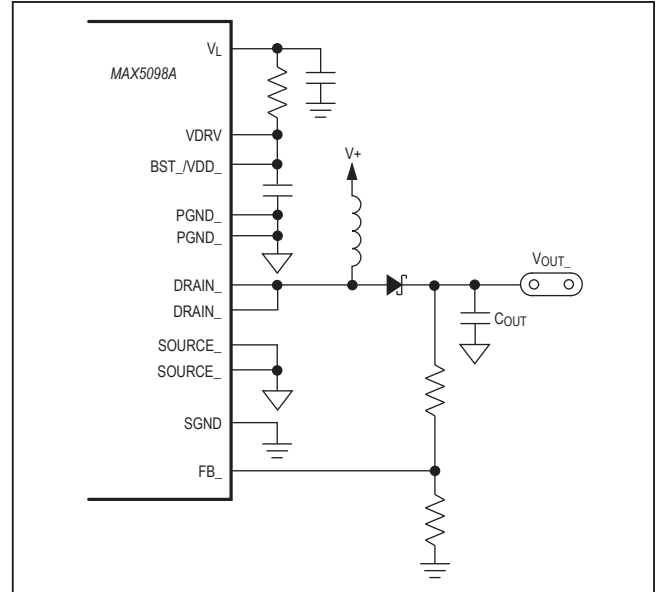 MAX5098A
VL
VDRV
BST_/VDD_
PGND_
PGND_
DRAIN_
DRAIN_
SOURCE_
SOURCE_
SGND
FB_
V+
VOUT_
COUT